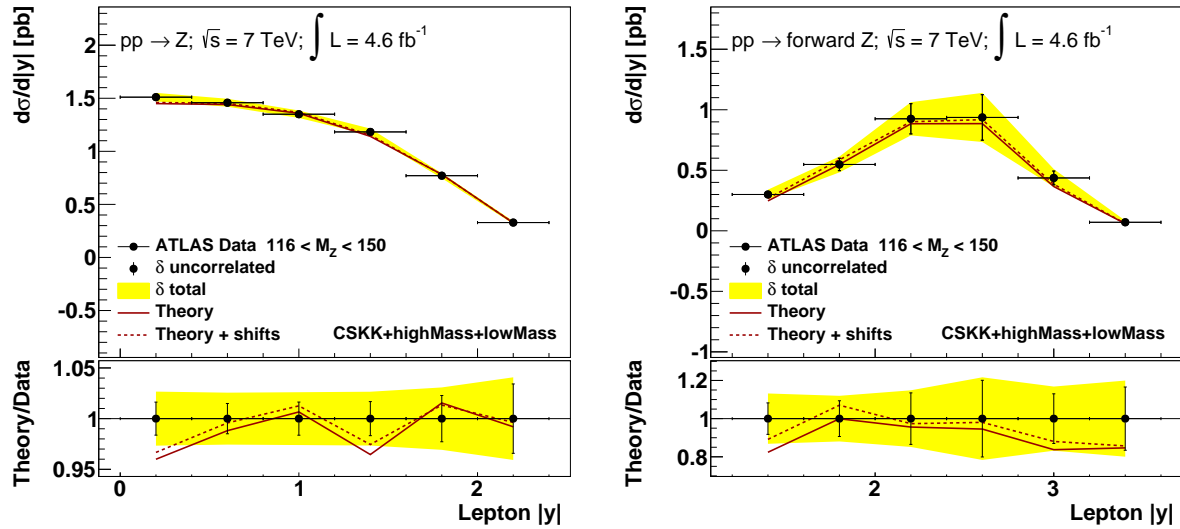 pp → Z; √s = 7 TeV; ∫ L = 4.6 fb⁻¹
dσ/d|y| [pb]
2
1.5
1
0.5
0
-0.5
ATLAS Data 116 < M_Z < 150
δ uncorrelated
δ total
Theory
Theory + shifts
CSKK+highMass+lowMass
Theory/Data
1.05
1
0.95
0 1 2
Lepton |y|
pp → forward Z; √s = 7 TeV; ∫ L = 4.6 fb⁻¹
dσ/d|y| [pb]
1.5
1
0.5
0
-0.5
-1
ATLAS Data 116 < M_Z < 150
δ uncorrelated
δ total
Theory
Theory + shifts
CSKK+highMass+lowMass
Theory/Data
1.2
1
0.8
2 3
Lepton |y|